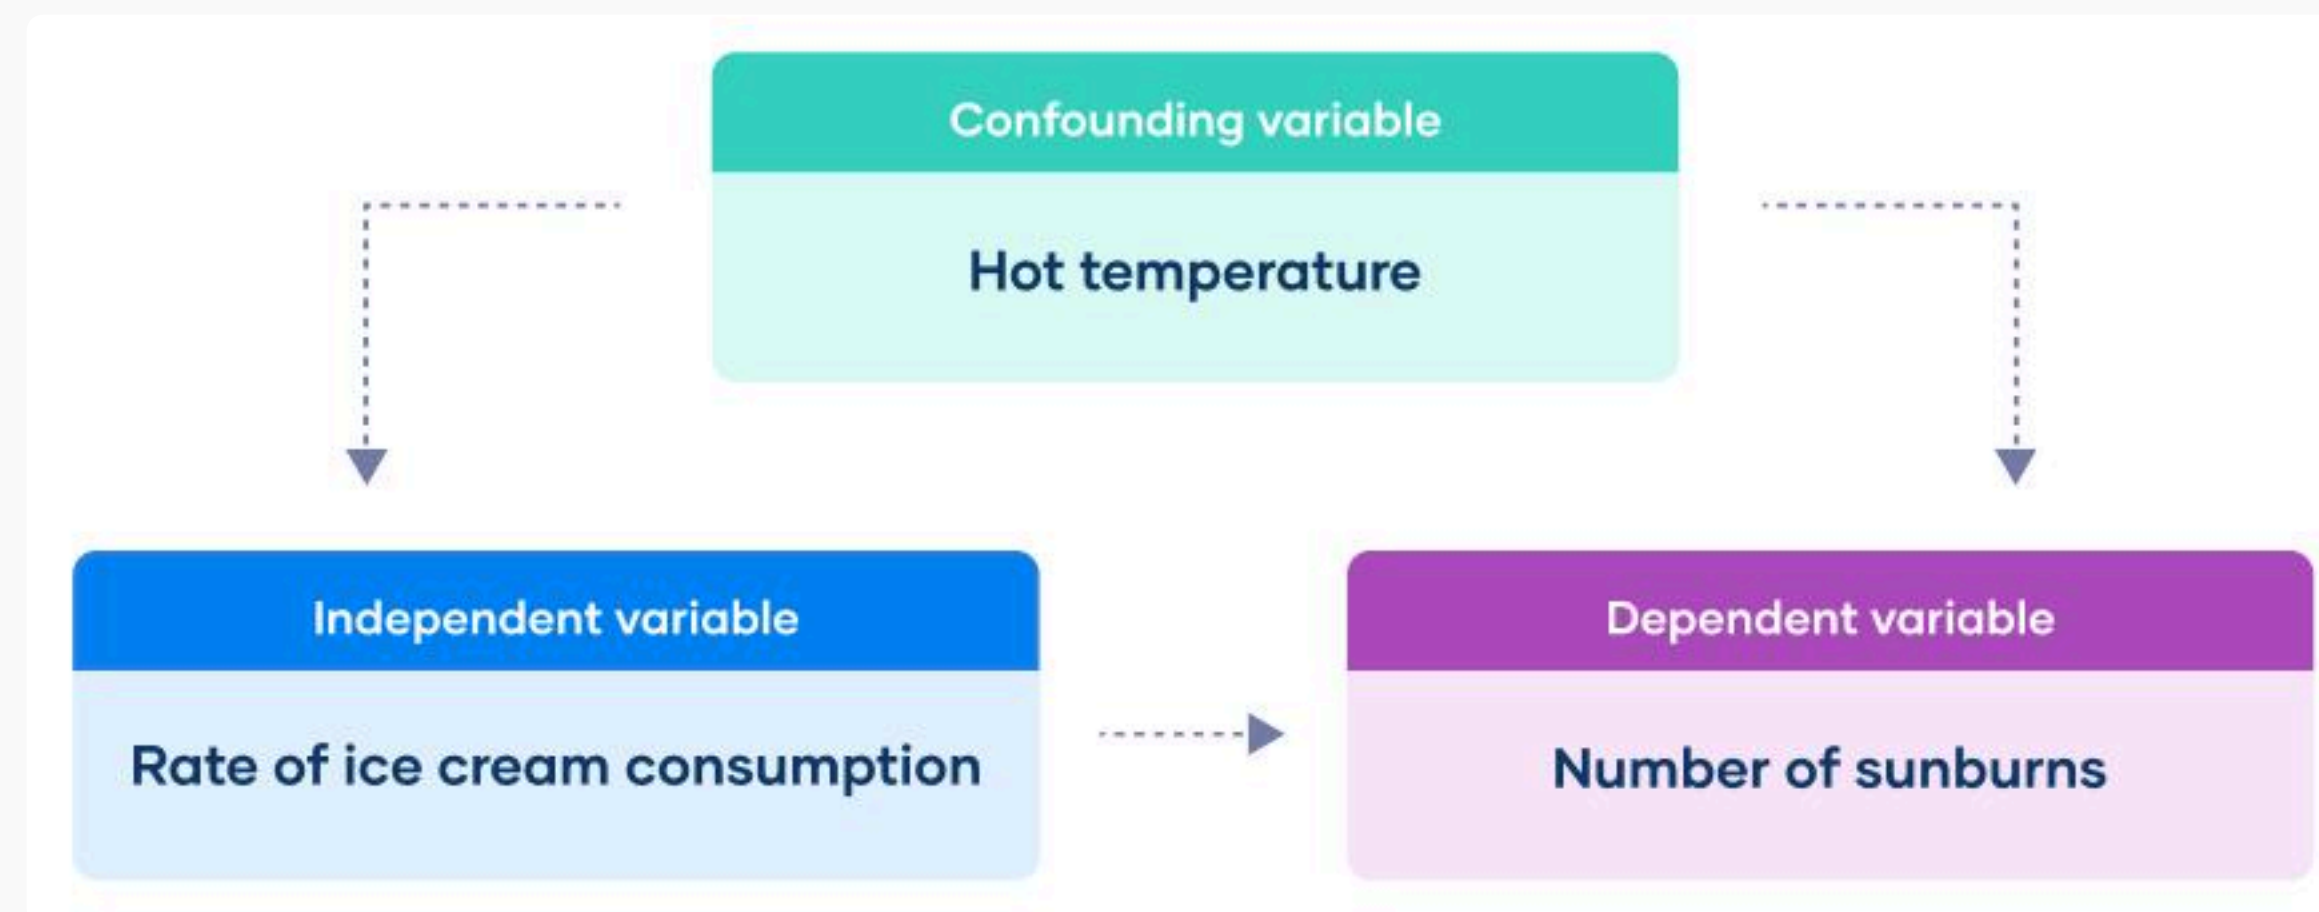 Confounding variable
Hot temperature
Independent variable
Rate of ice cream consumption
Dependent variable
Number of sunburns